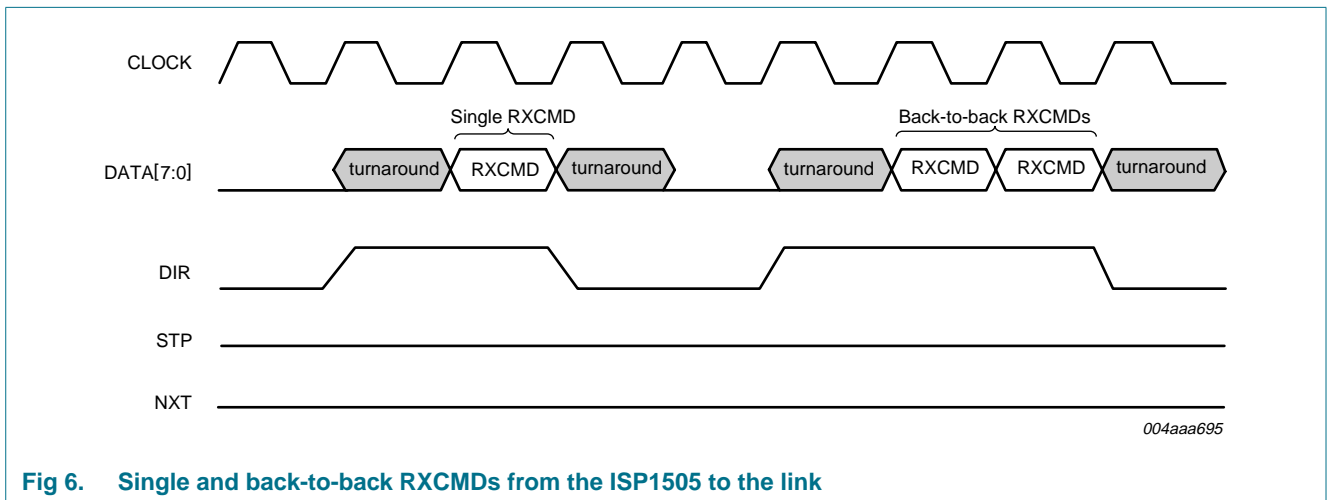 CLOCK
Single RXCMD
Back-to-back RXCMDs
DATA[7:0]
turnaround RXCMD turnaround turnaround RXCMD RXCMD turnaround
DIR
STP
NXT
004aaa695
Fig 6. Single and back-to-back RXCMDs from the ISP1505 to the link